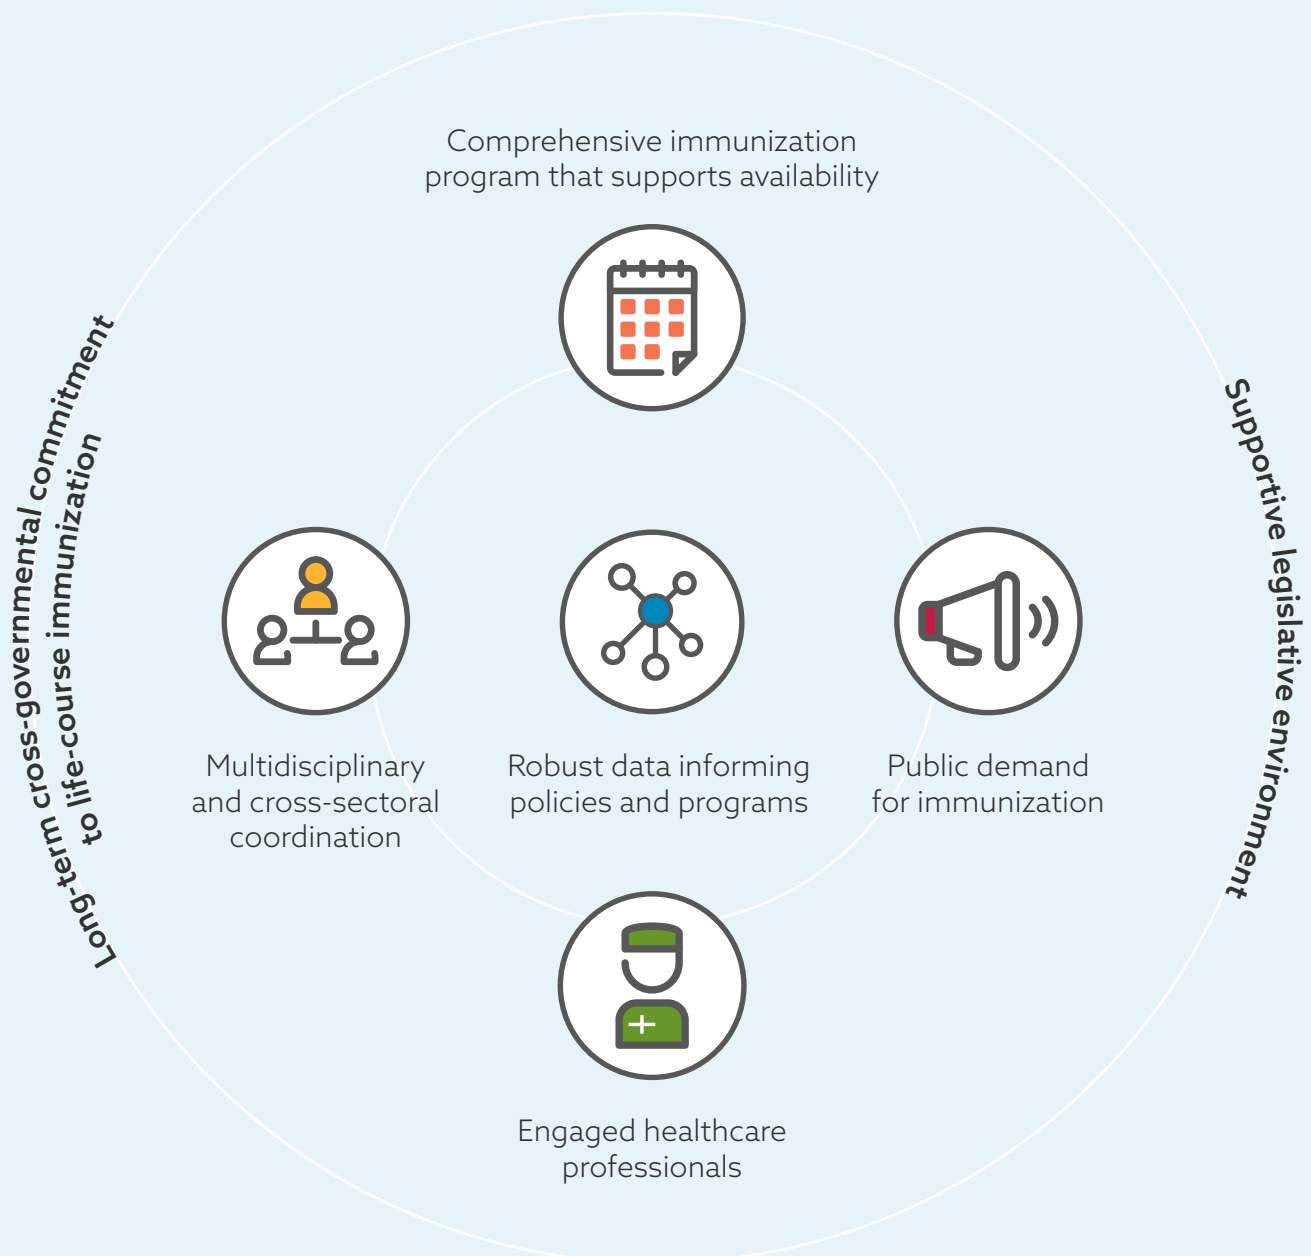 Comprehensive immunization
program that supports availability
Long-term cross-governmental commitment
to life-course immunization
Supportive legislative environment
Multidisciplinary
and cross-sectoral
coordination
Robust data informing
policies and programs
Public demand
for immunization
Engaged healthcare
professionals